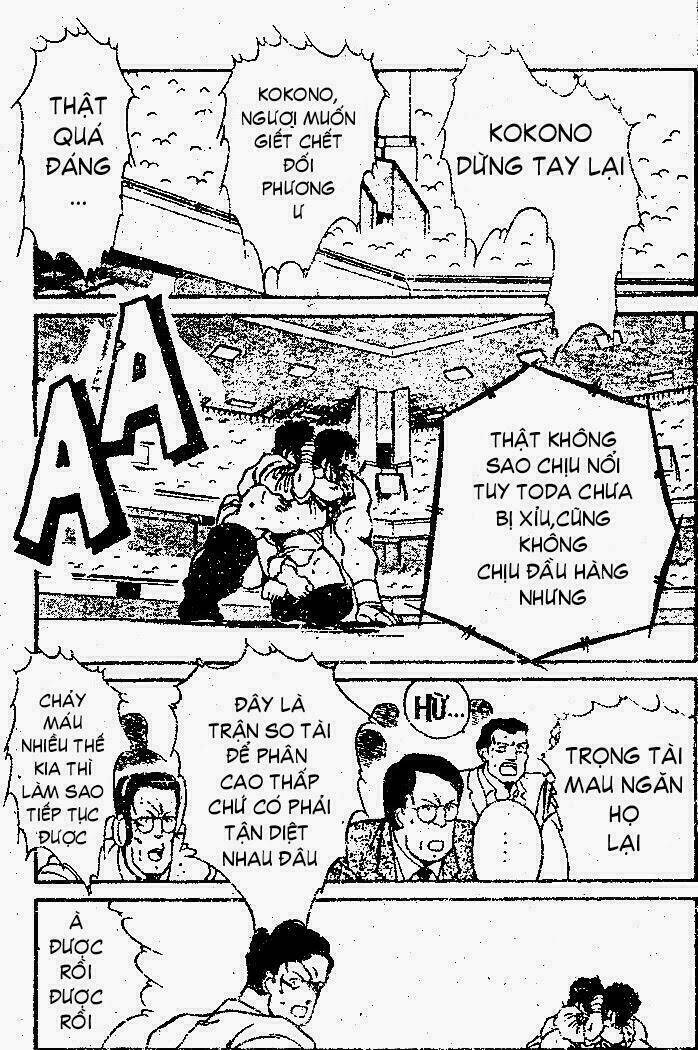 KOKONO
DỪNG TAY LẠI
KOKONO,
NGƯƠI MUỐN
GIẾT CHẾT
ĐỐI
PHƯƠNG
Ư
THẬT
QUÁ
ĐÁNG
...
A
A
THẬT KHÔNG
SAO CHỊU NỔI
TUY TODA CHƯA
BỊ XỈU,CŨNG
KHÔNG
CHỊU ĐẦU HÀNG
NHƯNG
TRỌNG TÀI
MAU NGĂN
HỌ
LẠI
HỪ...
...
ĐÂY LÀ
TRẬN SO TÀI
ĐỂ PHÂN
CAO THẤP
CHỨ CÓ PHẢI
TẬN DIỆT
NHAU ĐÂU
CHẢY
MÁU
NHIỀU THẾ
KIA THÌ
LÀM SAO
TIẾP TỤC
ĐƯỢC
À
ĐƯỢC
RỒI
ĐƯỢC
RỒI